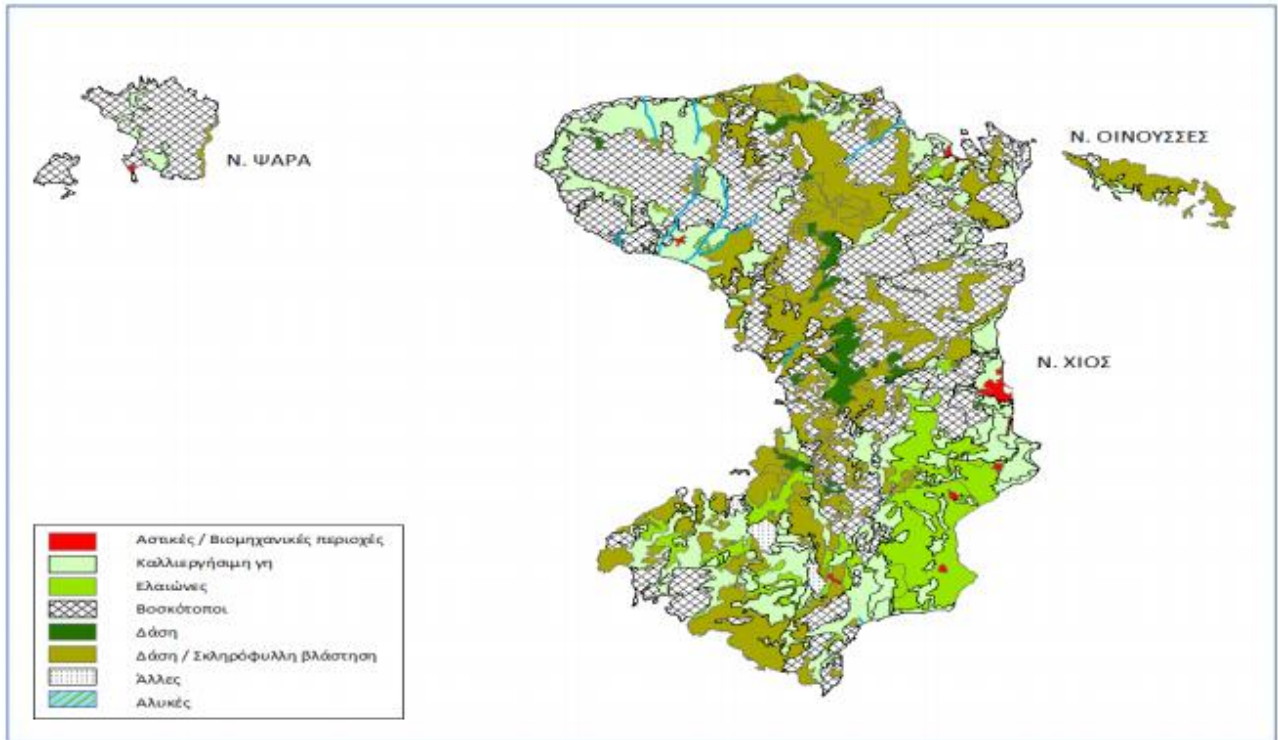 Ν. ΨΑΡΑ
Ν. ΟΙΝΟΥΣΣΕΣ
Ν. ΧΙΟΣ
Αστικές / Βιομηχανικές περιοχές
Καλλιεργήσιμη γη
Ελαιώνες
Βοσκότοποι
Δάση
Δάση / Σκληρόφυλλη βλάστηση
Άλλες
Αλυκές